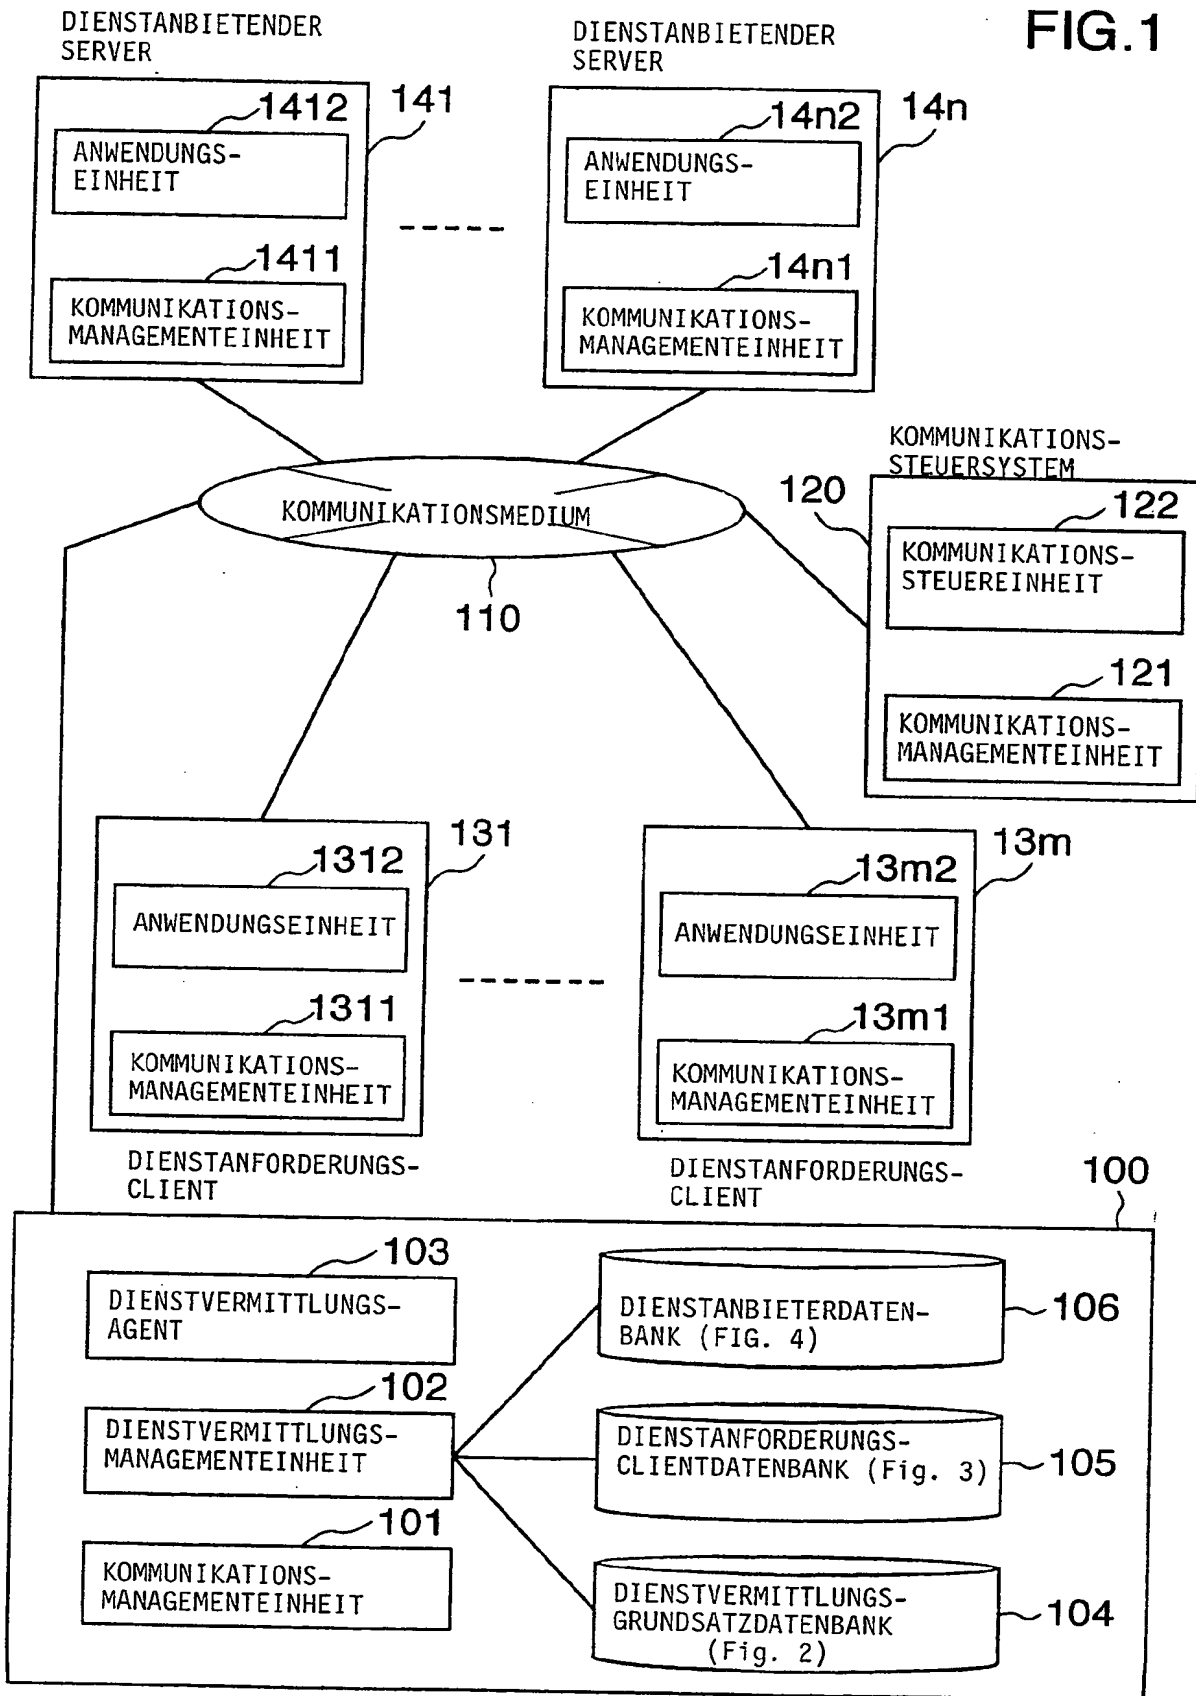 FIG.1
DIENSTANBIETENDER
SERVER
141
1412
ANWENDUNGS-
EINHEIT
1411
KOMMUNIKATIONS-
MANAGEMENTEINHEIT
DIENSTANBIETENDER
SERVER
14n
14n2
ANWENDUNGS-
EINHEIT
14n1
KOMMUNIKATIONS-
MANAGEMENTEINHEIT
KOMMUNIKATIONSMEDIUM
110
KOMMUNIKATIONS-
STEUERSYSTEM
120
122
KOMMUNIKATIONS-
STEUEREINHEIT
121
KOMMUNIKATIONS-
MANAGEMENTEINHEIT
131
1312
ANWENDUNGSEINHEIT
1311
KOMMUNIKATIONS-
MANAGEMENTEINHEIT
DIENSTANFORDERUNGS-
CLIENT
13m
13m2
ANWENDUNGSEINHEIT
13m1
KOMMUNIKATIONS-
MANAGEMENTEINHEIT
DIENSTANFORDERUNGS-
CLIENT
100
103
DIENSTVERMITTLUNGS-
AGENT
102
DIENSTVERMITTLUNGS-
MANAGEMENTEINHEIT
101
KOMMUNIKATIONS-
MANAGEMENTEINHEIT
DIENSTANBIETERDATEN-
BANK (FIG. 4)
106
DIENSTANFORDERUNGS-
CLIENTDATENBANK (Fig. 3)
105
DIENSTVERMITTLUNGS-
GRUNDSATZDATENBANK
(Fig. 2)
104